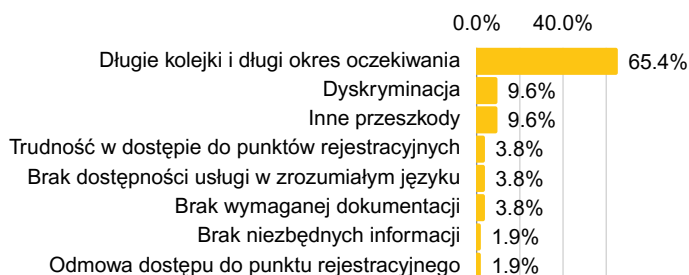 0.0% 40.0%
Długie kolejki i długi okres oczekiwania 65.4%
Dyskryminacja 9.6%
Inne przeszkody 9.6%
Trudność w dostępie do punktów rejestracyjnych 3.8%
Brak dostępności usługi w zrozumiałym języku 3.8%
Brak wymaganej dokumentacji 3.8%
Brak niezbędnych informacji 1.9%
Odmowa dostępu do punktu rejestracyjnego 1.9%